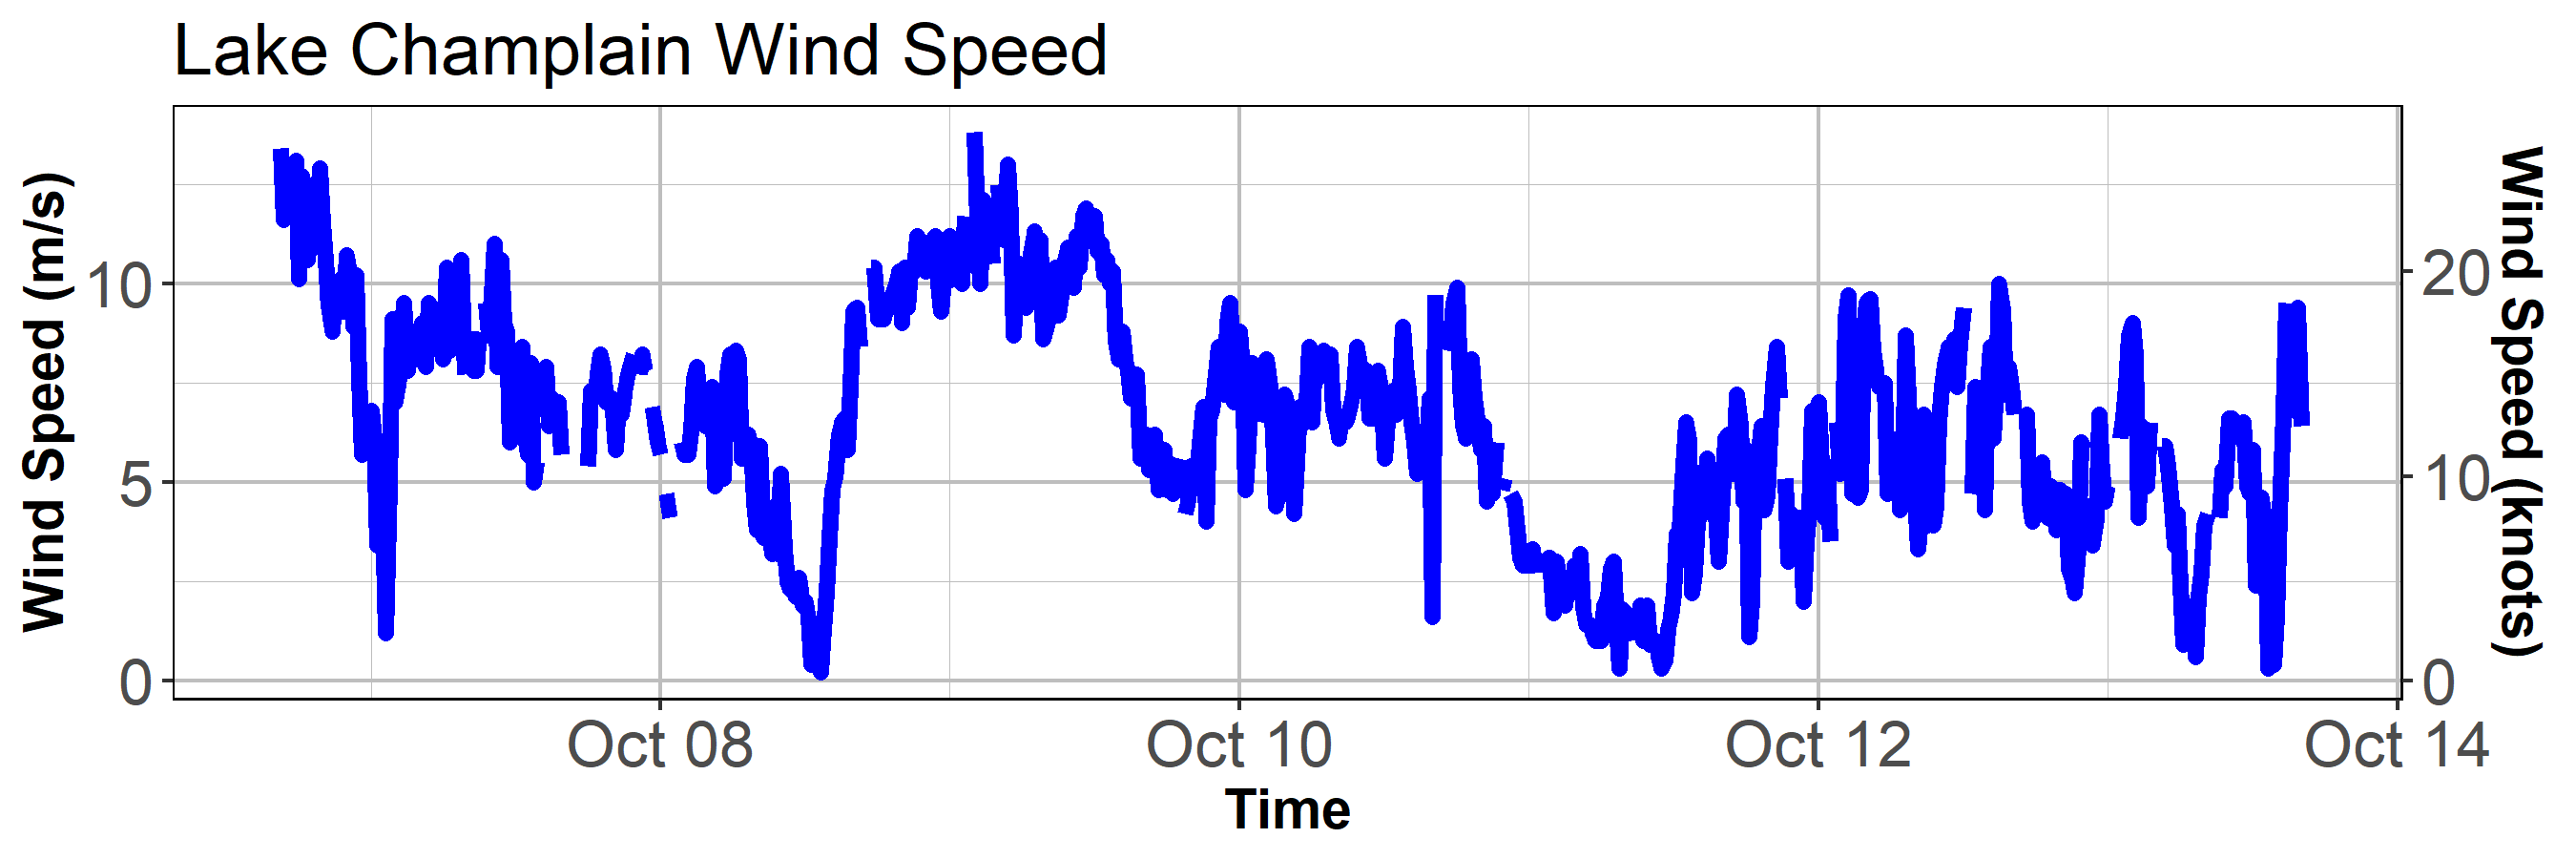 Lake Champlain Wind Speed
Wind Speed (m/s)
10
5
0
20
10
0
Wind Speed (knots)
Oct 08
Oct 10
Oct 12
Oct 14
Time